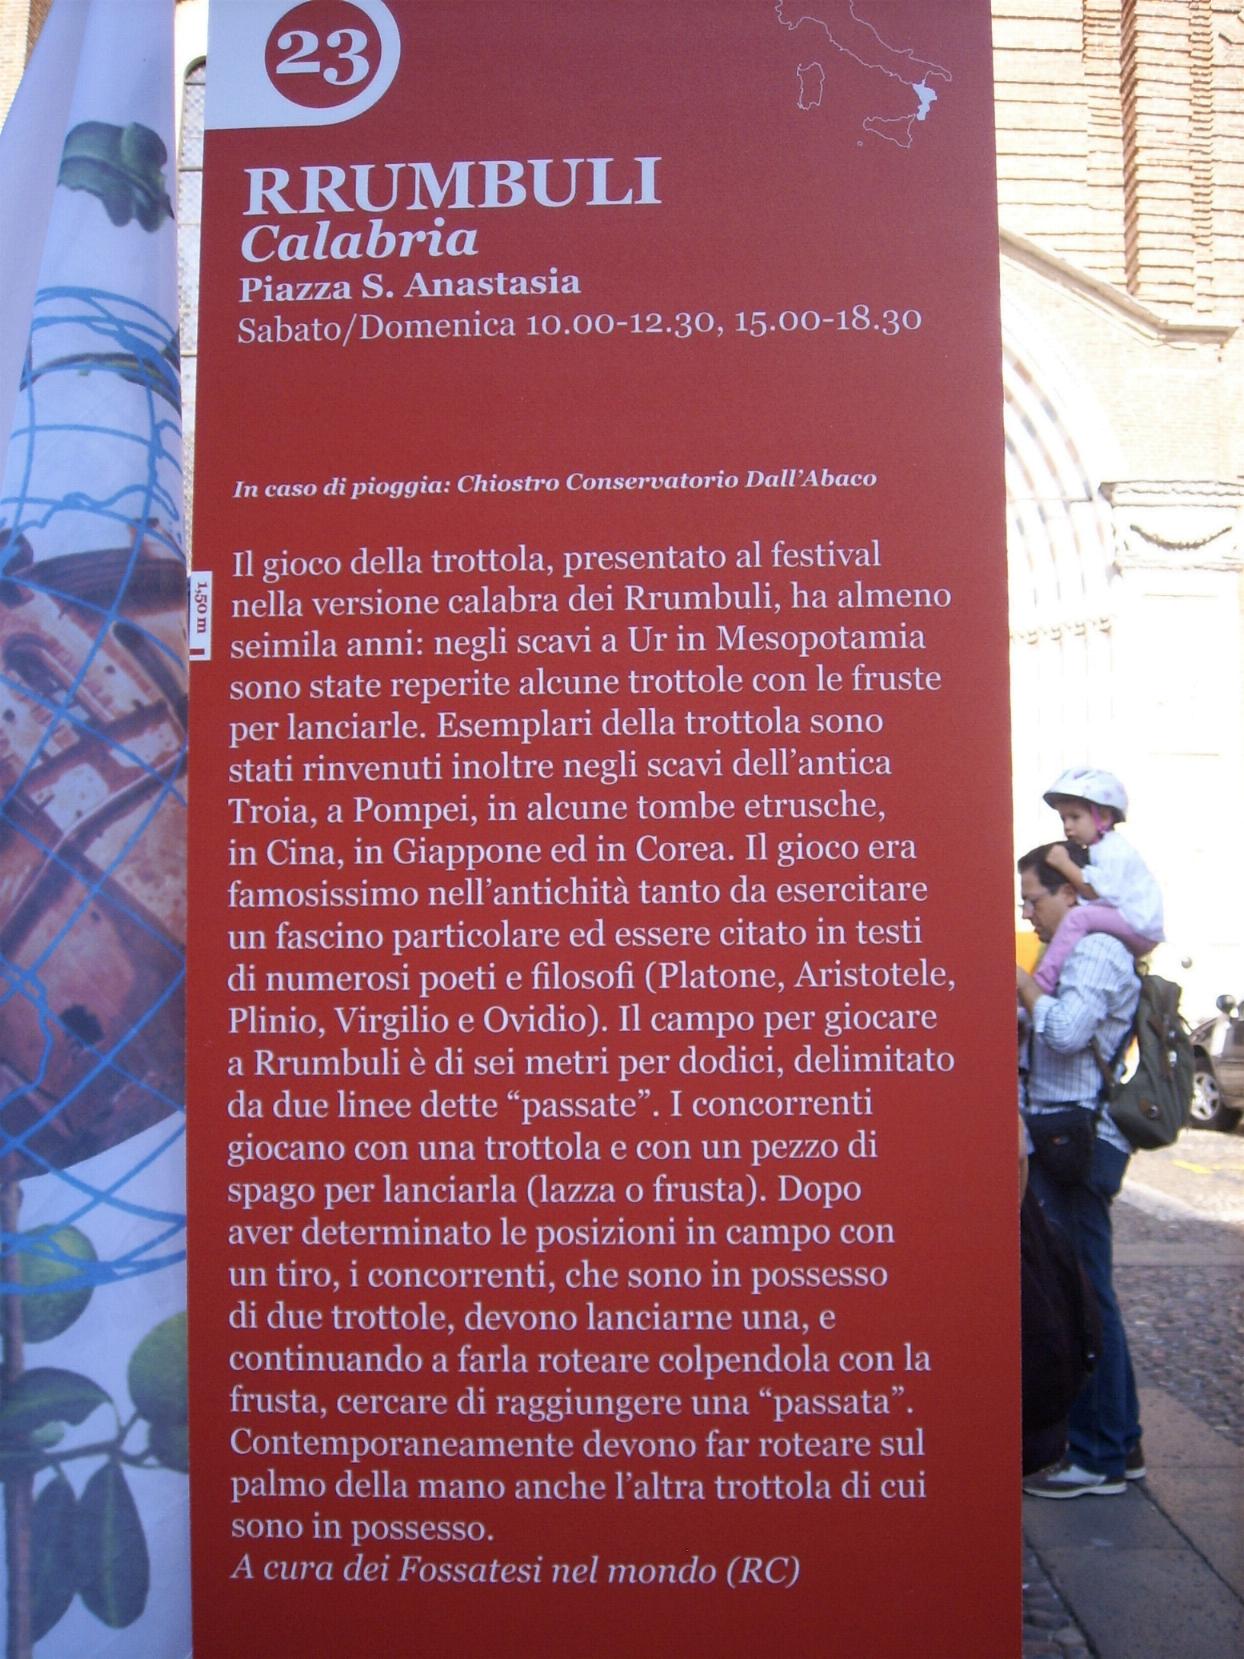 23
RRUMBULI
Calabria
Piazza S. Anastasia
Sabato/Domenica 10.00-12.30, 15.00-18.30
In caso di pioggia: Chiostro Conservatorio Dall'Abaco
1,50 m
Il gioco della trottola, presentato al festival
nella versione calabra dei Rrumbuli, ha almeno
seimila anni: negli scavi a Ur in Mesopotamia
sono state reperite alcune trottole con le fruste
per lanciarle. Esemplari della trottola sono
stati rinvenuti inoltre negli scavi dell'antica
Troia, a Pompei, in alcune tombe etrusche,
in Cina, in Giappone ed in Corea. Il gioco era
famosissimo nell'antichità tanto da esercitare
un fascino particolare ed essere citato in testi
di numerosi poeti e filosofi (Platone, Aristotele,
Plinio, Virgilio e Ovidio). Il campo per giocare
a Rrumbuli è di sei metri per dodici, delimitato
da due linee dette “passate”. I concorrenti
giocano con una trottola e con un pezzo di
spago per lanciarla (lazza o frusta). Dopo
aver determinato le posizioni in campo con
un tiro, i concorrenti, che sono in possesso
di due trottole, devono lanciarne una, e
continuando a farla roteare colpendola con la
frusta, cercare di raggiungere una “passata”.
Contemporaneamente devono far roteare sul
palmo della mano anche l'altra trottola di cui
sono in possesso.
A cura dei Fossatesi nel mondo (RC)